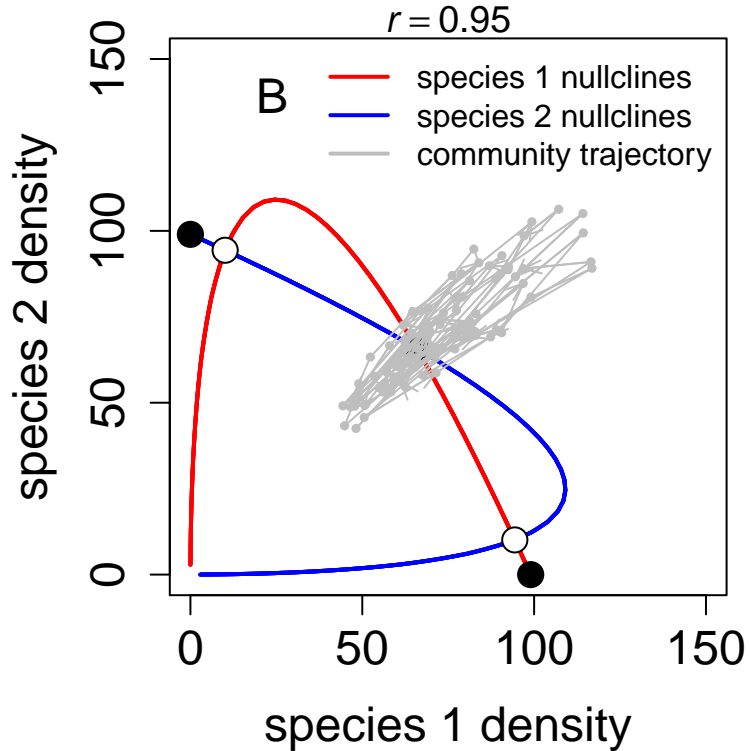 r = 0.95
B
species 1 nullclines
species 2 nullclines
community trajectory
150
100
50
0
species 2 density
0 50 100 150
species 1 density